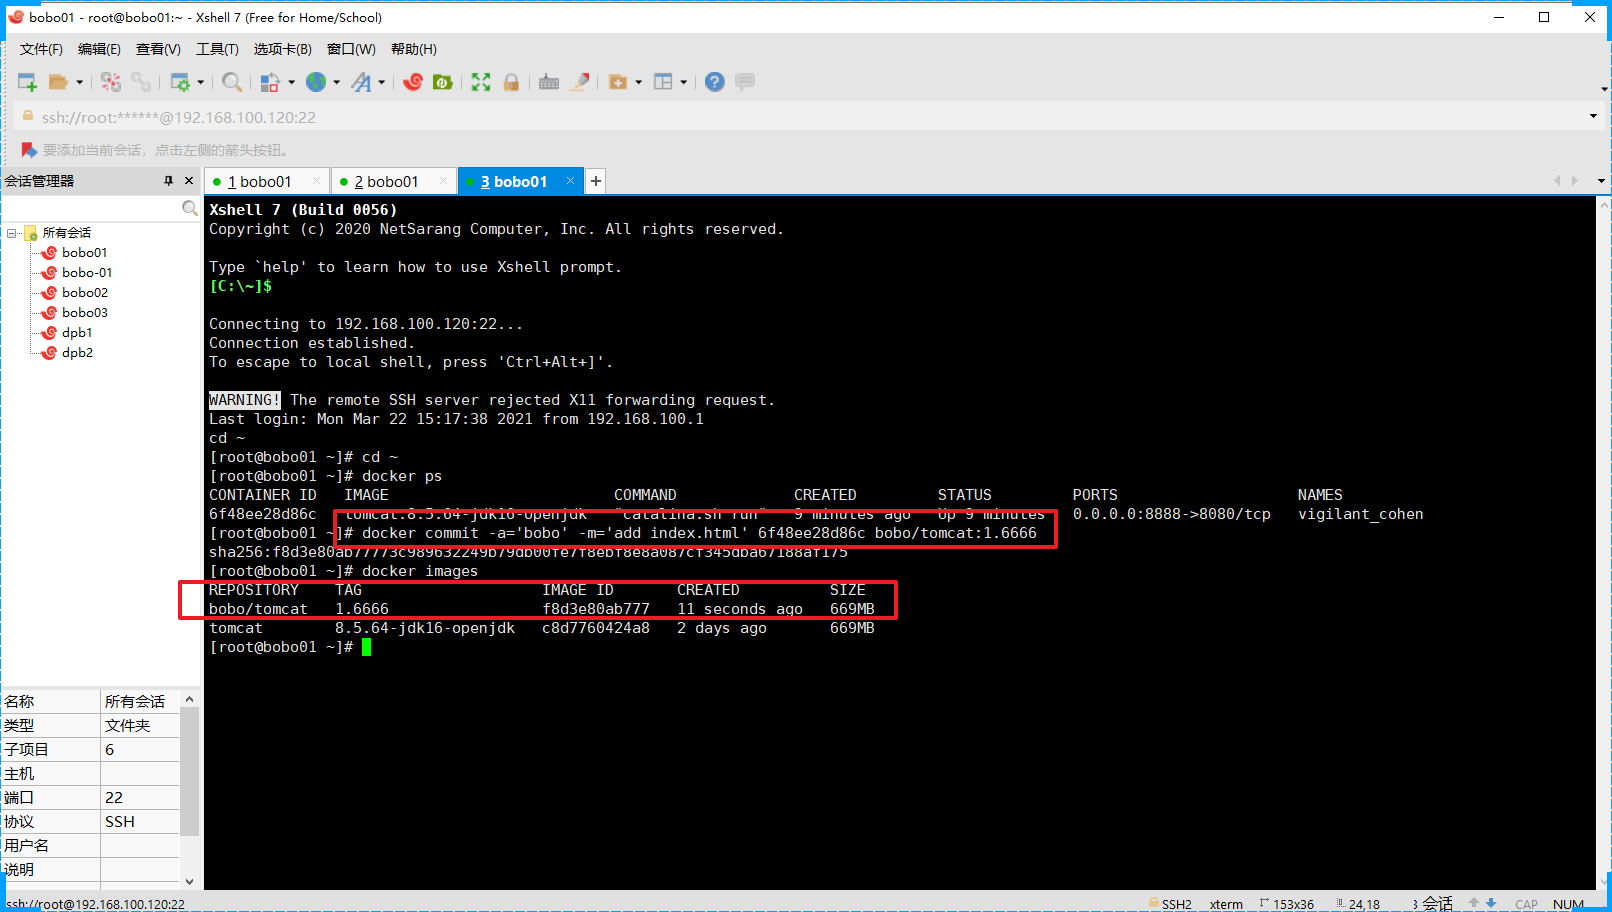 bobo01 - root@bobo01:~ - Xshell 7 (Free for Home/School)
文件(F) 编辑(E) 查看(V) 工具(T) 选项卡(B) 窗口(W) 帮助(H)
ssh://root:******@192.168.100.120:22
要添加当前会话，点击左侧的箭头按钮。
会话管理器
1 bobo01
2 bobo01
3 bobo01
所有会话
bobo01
bobo-01
bobo02
bobo03
dpb1
dpb2
Xshell 7 (Build 0056)
Copyright (c) 2020 NetSarang Computer, Inc. All rights reserved.
Type `help' to learn how to use Xshell prompt.
[C:\~]$
Connecting to 192.168.100.120:22...
Connection established.
To escape to local shell, press 'Ctrl+Alt+]'.
WARNING! The remote SSH server rejected X11 forwarding request.
Last login: Mon Mar 22 15:17:38 2021 from 192.168.100.1
cd ~
[root@bobo01 ~]# cd ~
[root@bobo01 ~]# docker ps
CONTAINER ID IMAGE COMMAND CREATED STATUS PORTS NAMES
6f48ee28d86c tomcat:8.5.64-jdk16-openjdk "catalina.sh run" 9 minutes ago Up 9 minutes 0.0.0.0:8888->8080/tcp vigilant_cohen
[root@bobo01 ~]# docker commit -a='bobo' -m='add index.html' 6f48ee28d86c bobo/tomcat:1.6666
sha256:f8d3e80ab77773c989632249b79db00fe7f8ebf8e8a087cf345dba67188af175
[root@bobo01 ~]# docker images
REPOSITORY TAG IMAGE ID CREATED SIZE
bobo/tomcat 1.6666 f8d3e80ab777 11 seconds ago 669MB
tomcat 8.5.64-jdk16-openjdk c8d7760424a8 2 days ago 669MB
[root@bobo01 ~]#
名称 所有会话
类型 文件夹
子项目 6
主机
端口 22
协议 SSH
用户名
说明
ssh://root@192.168.100.120:22
SSH2 xterm 153x36 24,18 3 会话 CAP NUM